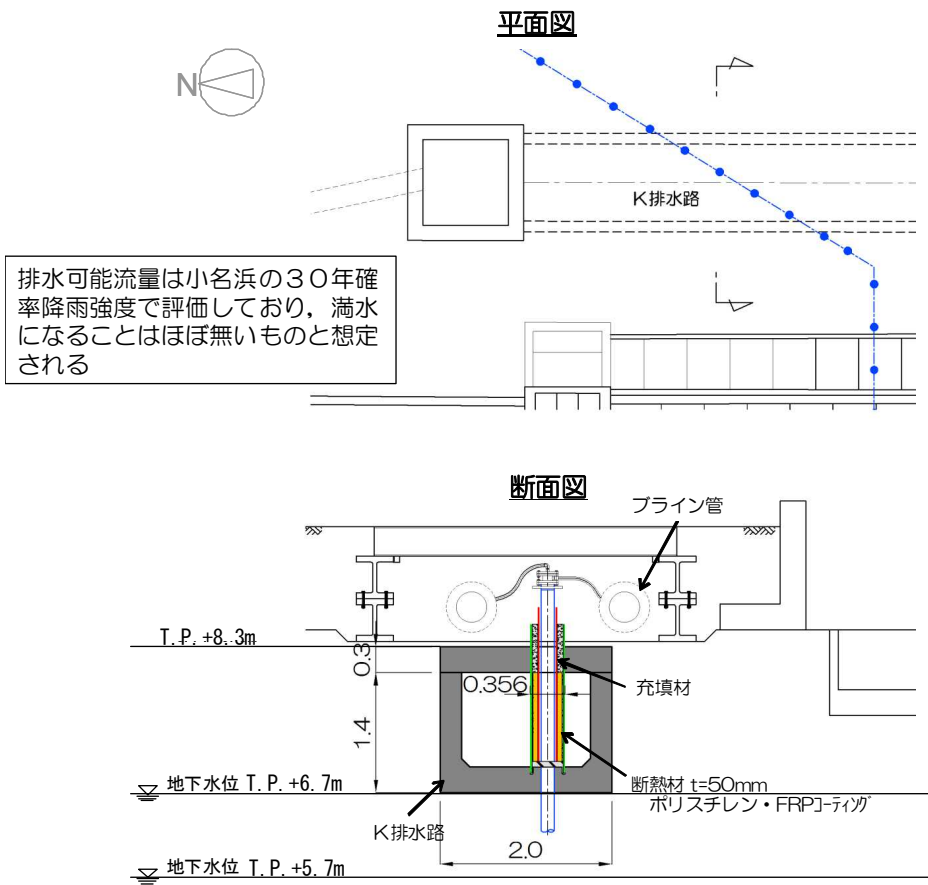 平面図
N
K排水路
排水可能流量は小名浜の３０年確
率降雨強度で評価しており，満水
になることはほぼ無いものと想定
される
断面図
ブライン管
T.P.+8.3m
0.3
0.356
充填材
1.4
断熱材 t=50mm
ポリスチレン・FRPｺｰﾃｨﾝｸﾞ
地下水位 T.P.+6.7m
K排水路
2.0
地下水位 T.P.+5.7m